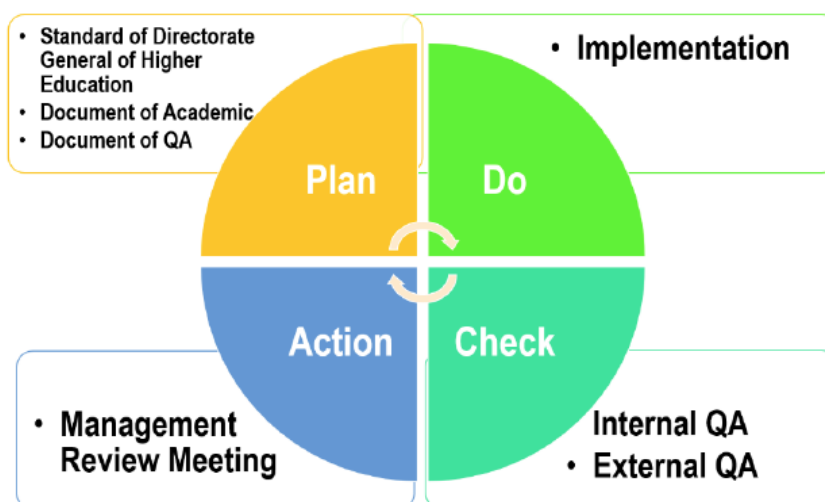 • Standard of Directorate
General of Higher
Education
• Document of Academic
• Document of QA
• Implementation
Plan
Do
Action
Check
• Management
Review Meeting
Internal QA
• External QA